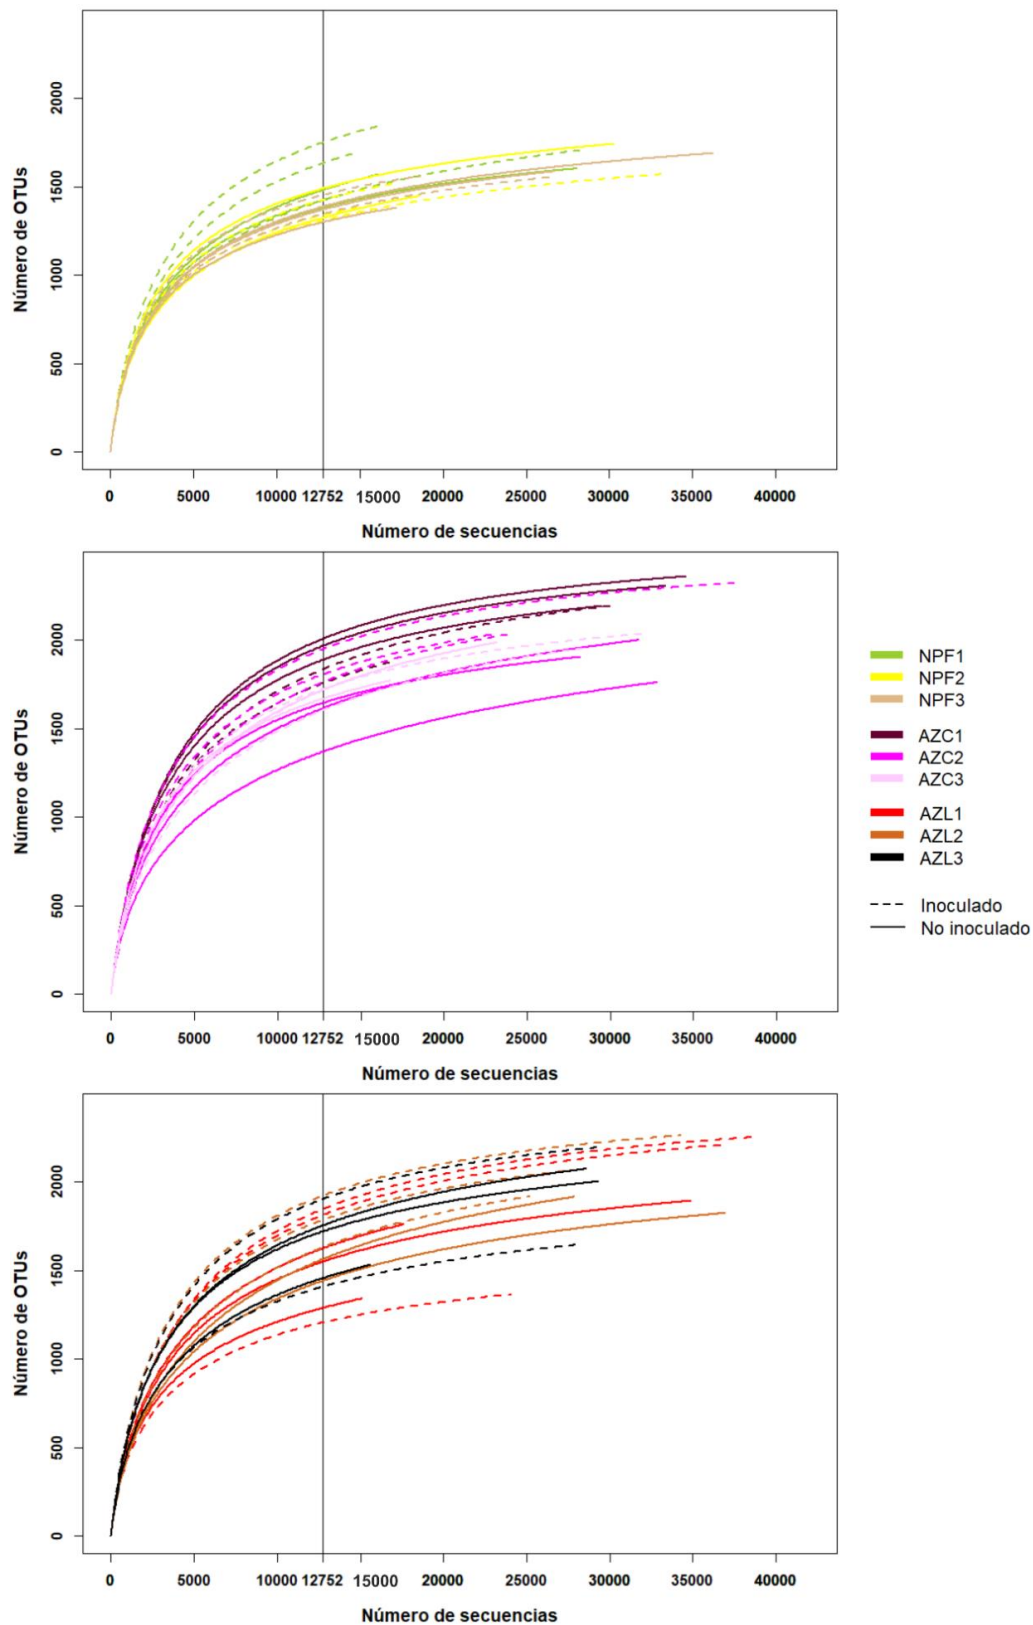 2000
1500
1000
500
0
Número de OTUs
0 5000 10000 12752 15000 20000 25000 30000 35000 40000
Número de secuencias
2000
1500
1000
500
0
Número de OTUs
0 5000 10000 12752 15000 20000 25000 30000 35000 40000
Número de secuencias
NPF1
NPF2
NPF3
AZC1
AZC2
AZC3
AZL1
AZL2
AZL3
Inoculado
No inoculado
2000
1500
1000
500
0
Número de OTUs
0 5000 10000 12752 15000 20000 25000 30000 35000 40000
Número de secuencias